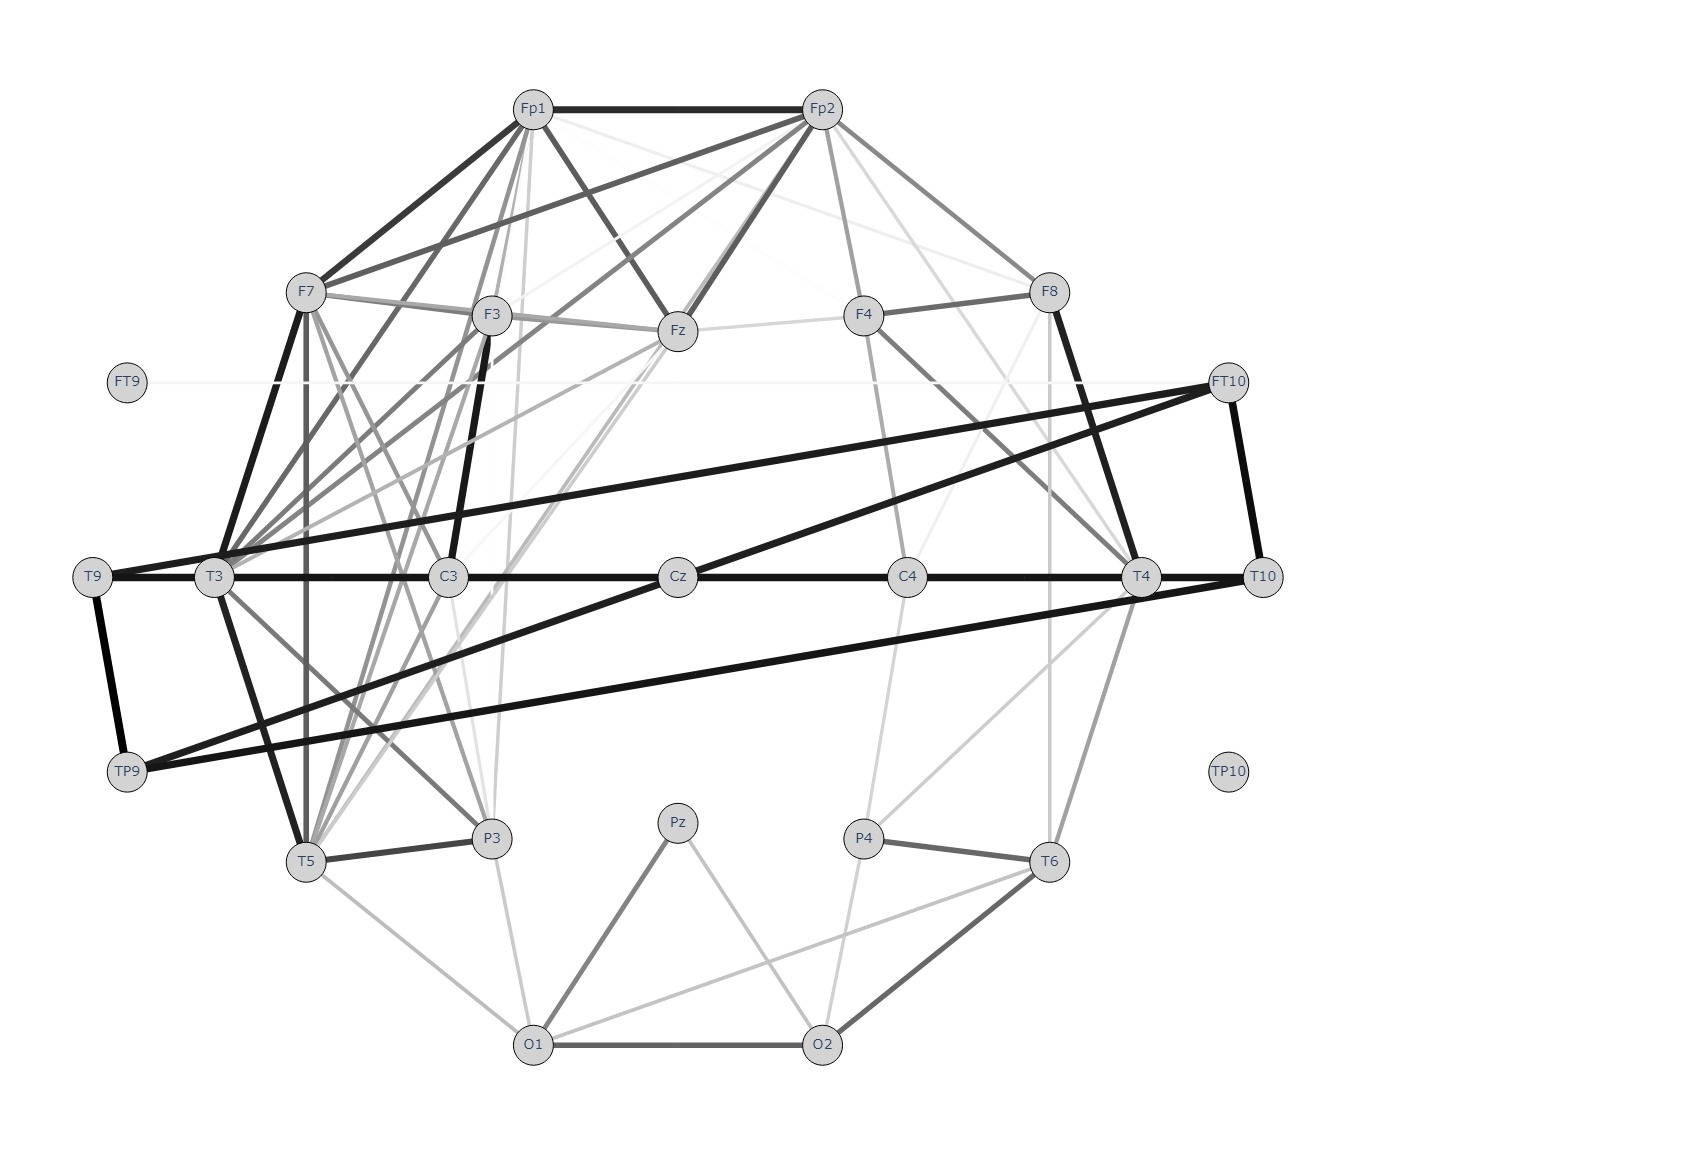 Fp1 Fp2
F7 F3 Fz F4 F8
FT9 FT10
T9 T3 C3 Cz C4 T4 T10
TP9 TP10
T5 P3 Pz P4 T6
O1 O2